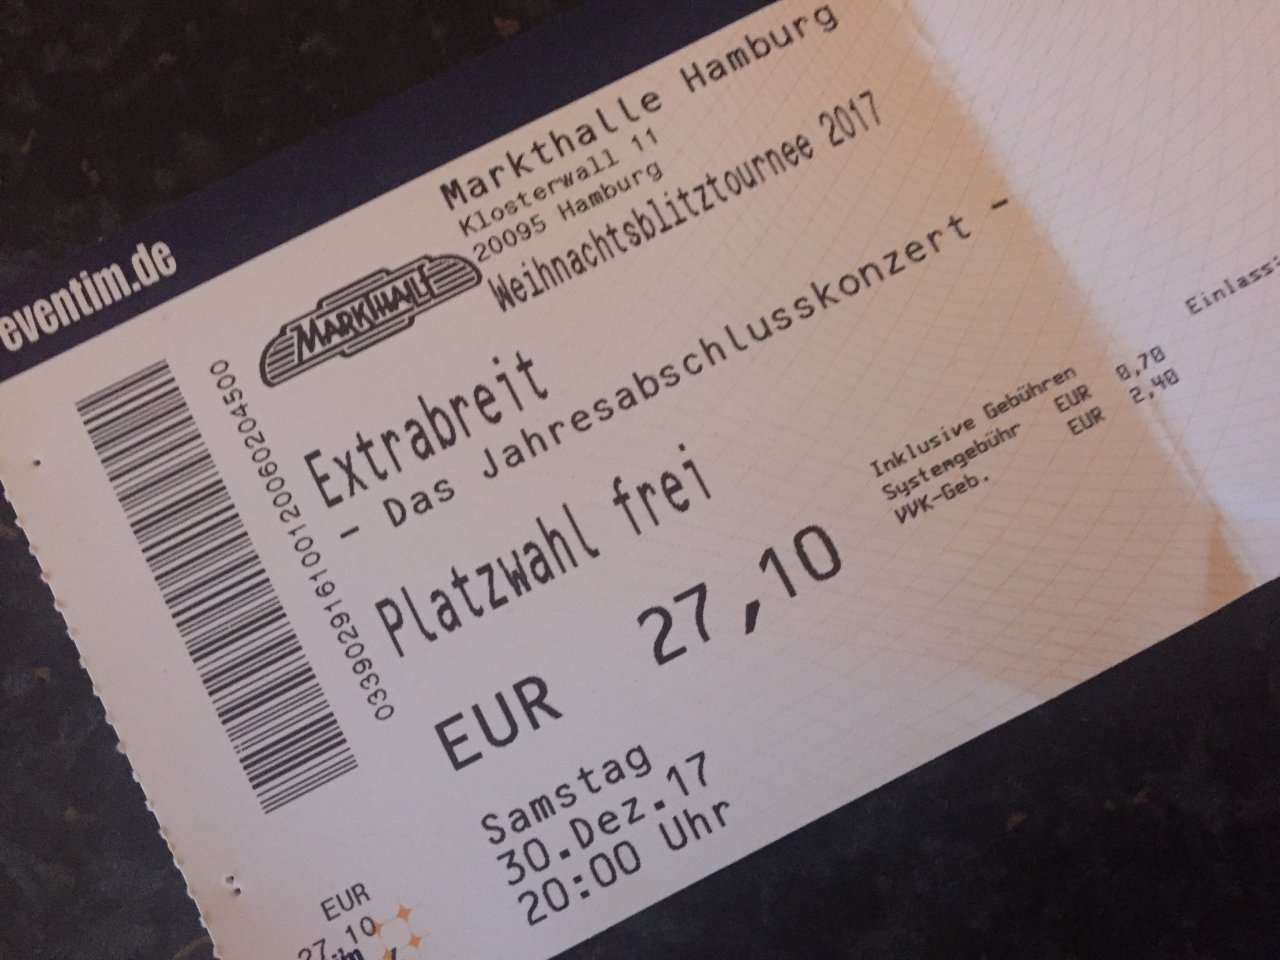 eventim.de
Markthalle Hamburg
Klosterwall 11
20095 Hamburg
MARKTHALLE
Weihnachtsblitztournee 2017
Extrabreit
- Das Jahresabschlusskonzert -
Platzwahl frei
EUR 27,10
Inklusive Gebühren
Systemgebühr EUR 0,70
VVK-Geb. EUR 2,40
Einlass:
Samstag
30.Dez.17
20:00 Uhr
EUR
27,10